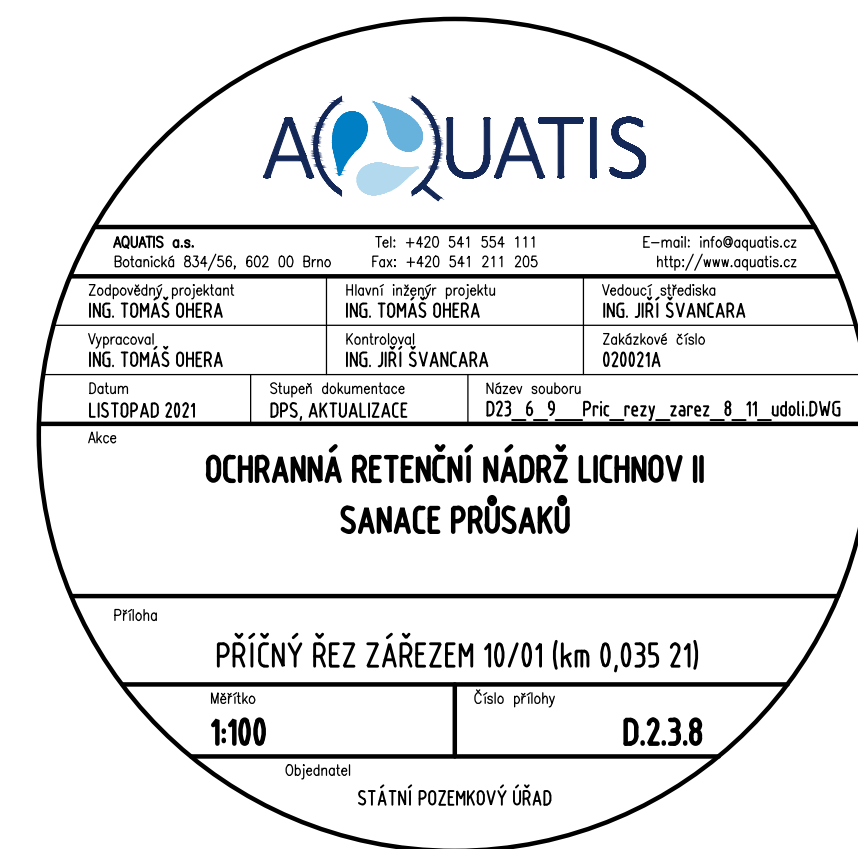 AQUATIS
AQUATIS a.s. Tel: +420 541 554 111 E-mail: info@aquatis.cz
Botanická 834/56, 602 00 Brno Fax: +420 541 211 205 http://www.aquatis.cz
Zodpovědný projektant Hlavní inženýr projektu Vedoucí střediska
ING. TOMÁŠ OHERA ING. TOMÁŠ OHERA ING. JIŘÍ ŠVANCARA
Vypracoval Kontroloval Zakázkové číslo
ING. TOMÁŠ OHERA ING. JIŘÍ ŠVANCARA 020021A
Datum Stupeň dokumentace Název souboru
LISTOPAD 2021 DPS, AKTUALIZACE D23_6_9__Pric_rezy_zarez_8_11_udoli.DWG
Akce
OCHRANNÁ RETENČNÍ NÁDRŽ LICHNOV II
SANACE PRŮSAKŮ
Příloha
PŘÍČNÝ ŘEZ ZÁŘEZEM 10/01 (km 0,035 21)
Měřítko Číslo přílohy
1:100 D.2.3.8
Objednatel
STÁTNÍ POZEMKOVÝ ÚŘAD